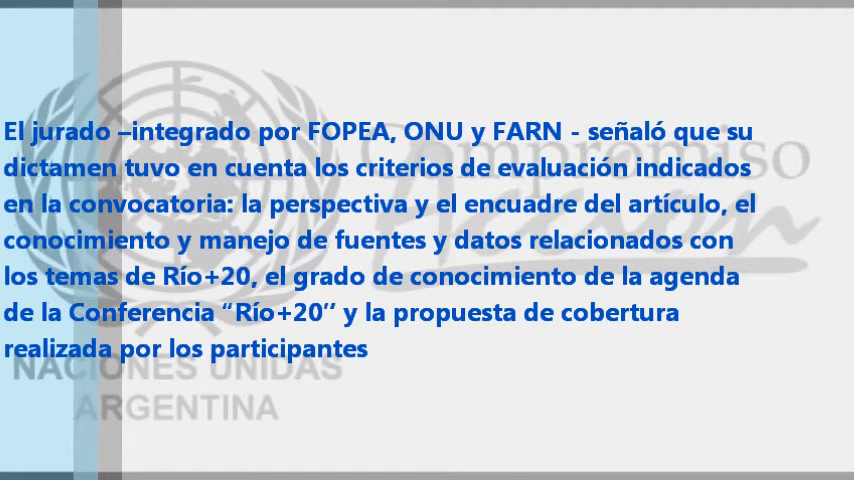 El jurado –integrado por FOPEA, ONU y FARN - señaló que su
dictamen tuvo en cuenta los criterios de evaluación indicados
en la convocatoria: la perspectiva y el encuadre del artículo, el
conocimiento y manejo de fuentes y datos relacionados con
los temas de Río+20, el grado de conocimiento de la agenda
de la Conferencia “Río+20’’ y la propuesta de cobertura
realizada por los participantes
NACIONES UNIDAS
ARGENTINA